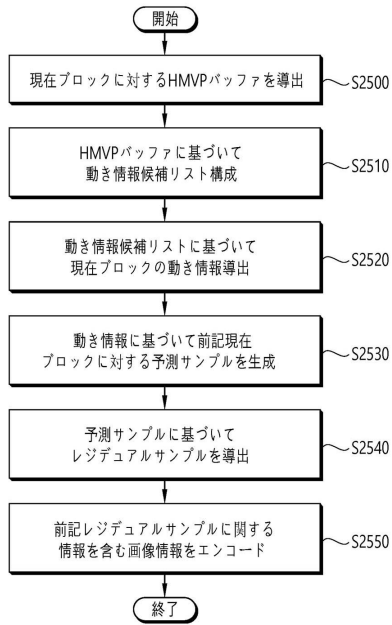 開始
現在ブロックに対するHMVPバッファを導出
S2500
HMVPバッファに基づいて
動き情報候補リスト構成
S2510
動き情報候補リストに基づいて
現在ブロックの動き情報導出
S2520
動き情報に基づいて前記現在
ブロックに対する予測サンプルを生成
S2530
予測サンプルに基づいて
レジデュアルサンプルを導出
S2540
前記レジデュアルサンプルに関する
情報を含む画像情報をエンコード
S2550
終了